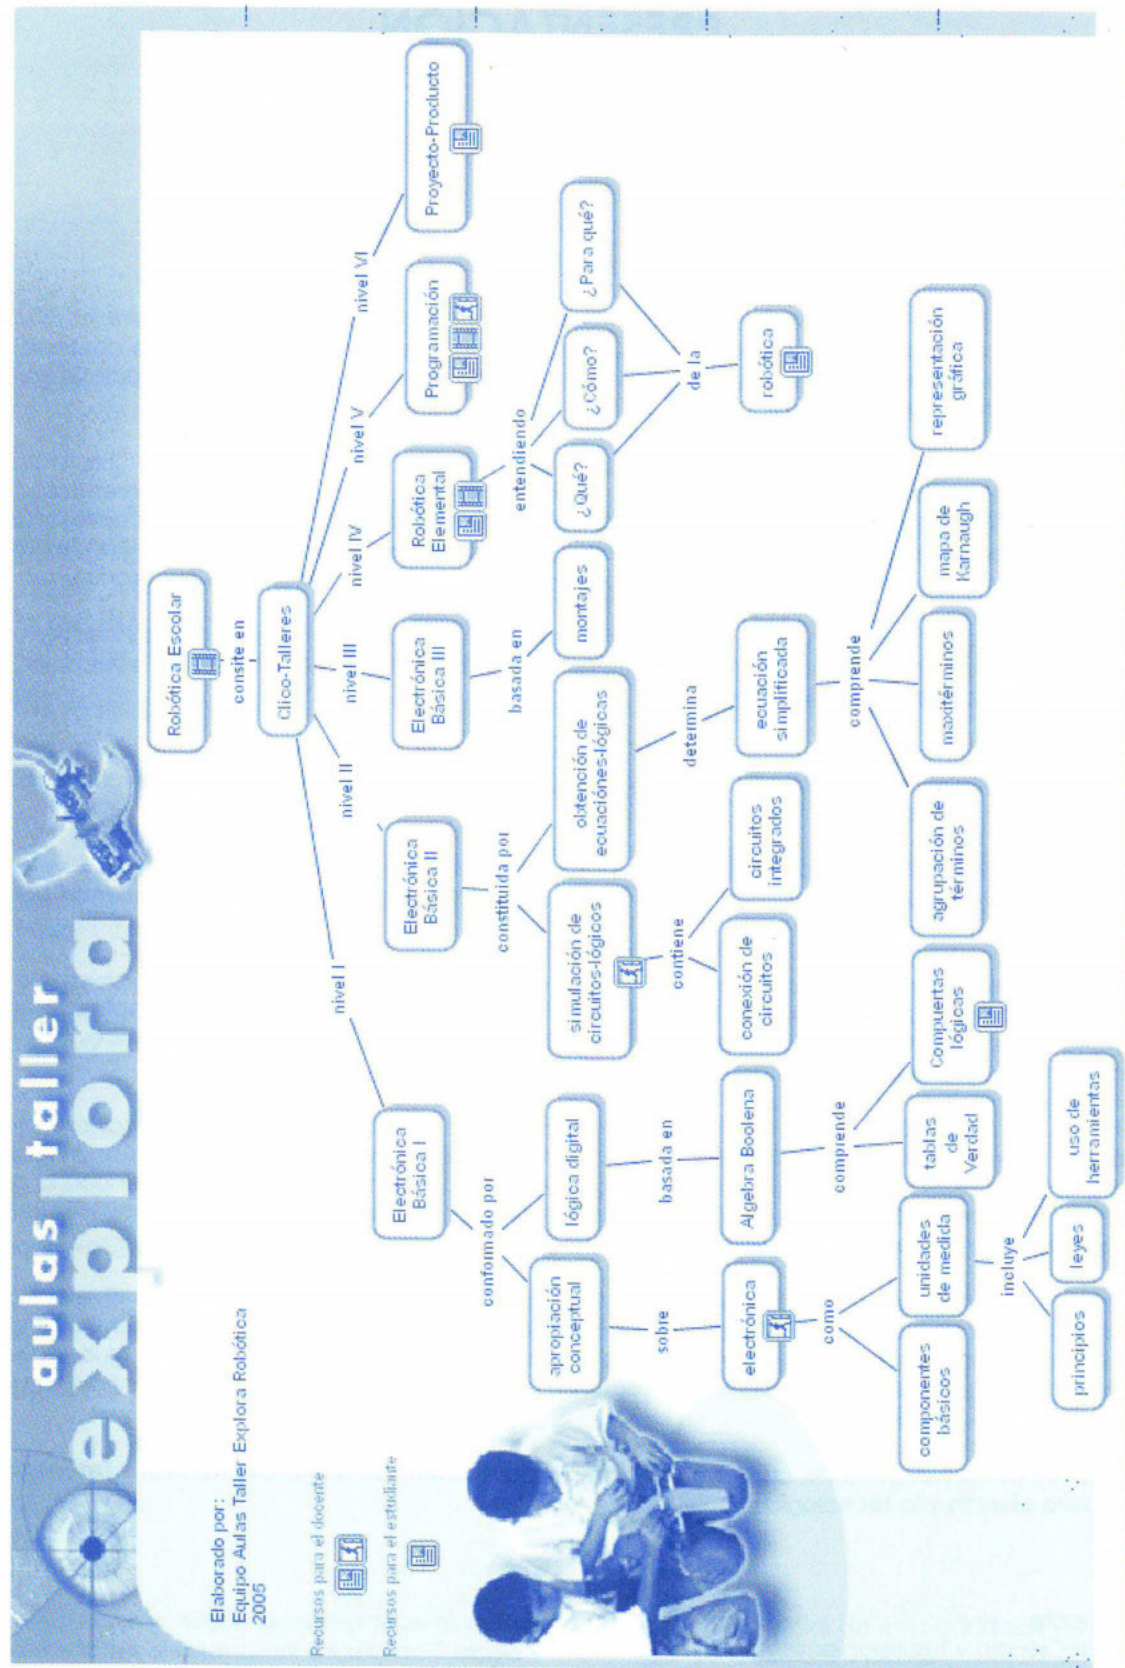 aulas taller
explora
Elaborado por:
Equipo Aulas Taller Explora Robótica
2005
Recursos para el docente
Recursos para el estudiante
Robótica Escolar
consite en
Clico-Talleres
nivel I
nivel II
nivel III
nivel IV
nivel V
nivel VI
Electrónica
Básica I
Electrónica
Básica II
Electrónica
Básica III
Robótica
Elemental
Programación
Proyecto-Producto
conformado por
constituida por
basada en
entendiendo
apropiación
conceptual
lógica digital
simulación de
circuitos-lógicos
obtención de
ecuaciónes-lógicas
montajes
¿Qué?
¿Cómo?
¿Para qué?
sobre
basada en
contiene
determina
de la
electrónica
Algebra Boolena
conexión de
circuitos
circuitos
integrados
ecuación
simplificada
robótica
como
comprende
comprende
componentes
básicos
unidades
de medida
tablas
de
Verdad
Compuertas
lógicas
agrupación de
términos
maxitérminos
mapa de
Karnaugh
representación
gráfica
incluye
principios
leyes
uso de
herramientas